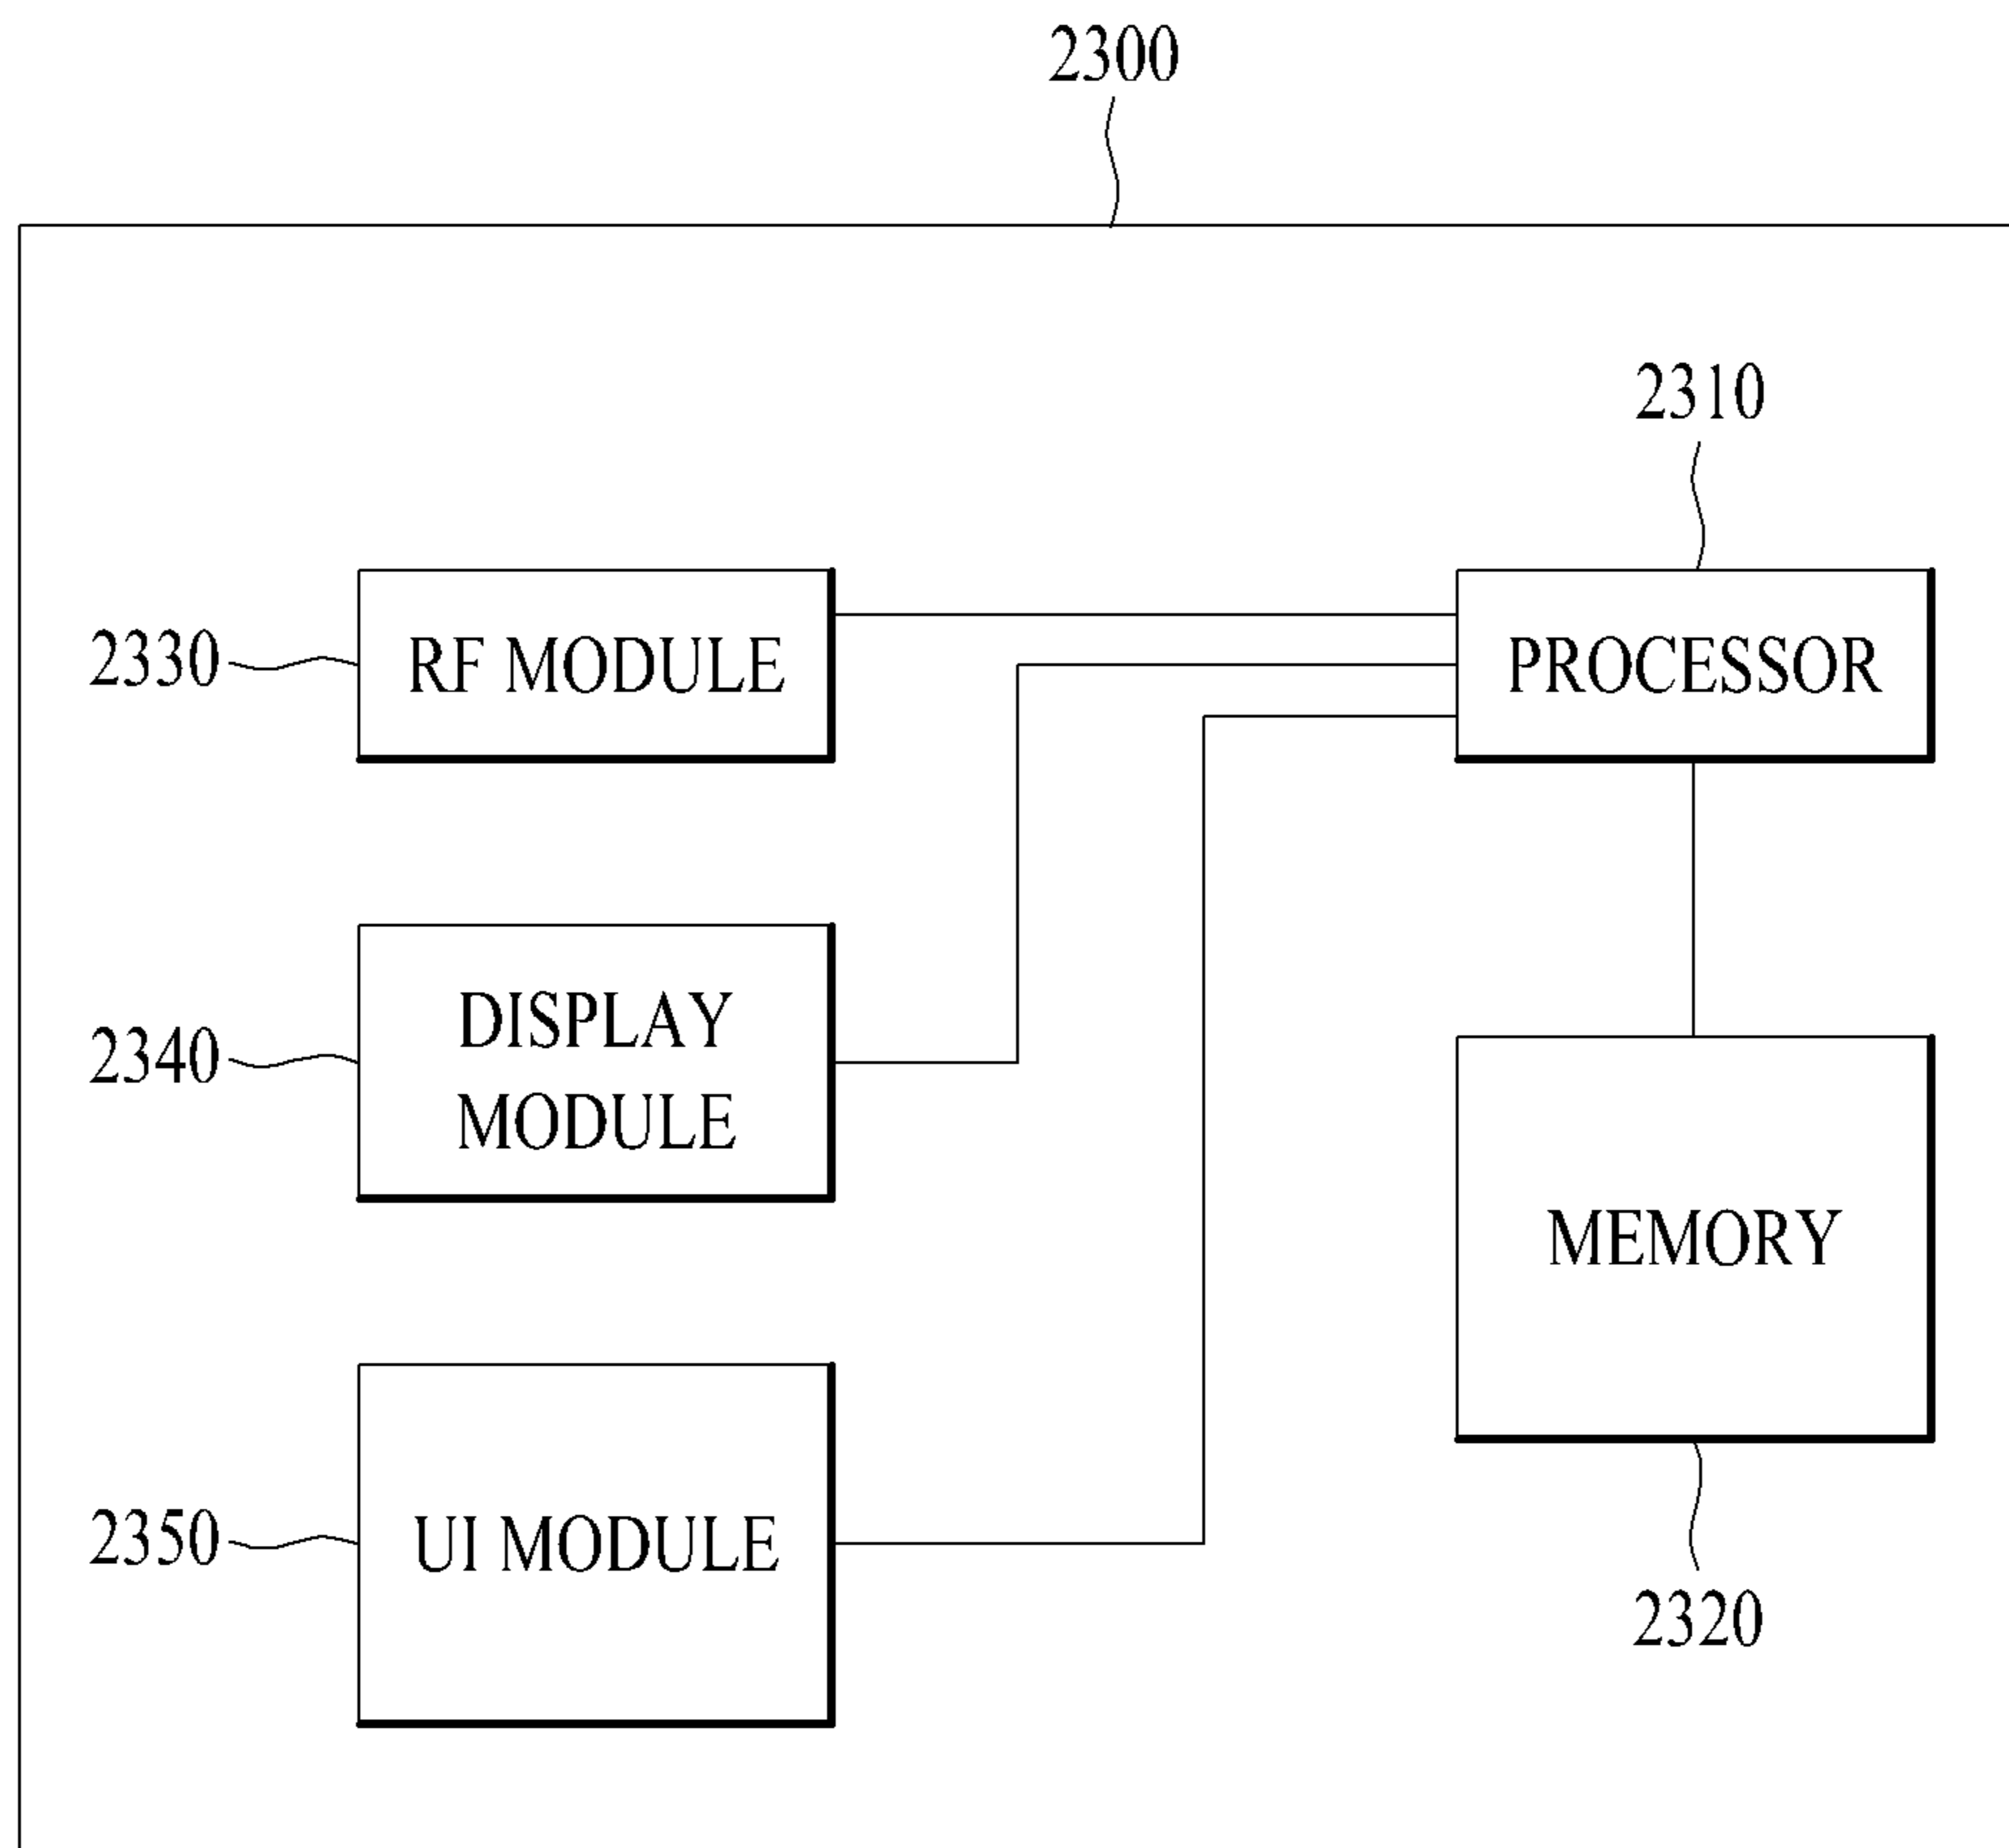 2300
2310
2330
RF MODULE
PROCESSOR
2340
DISPLAY
MODULE
MEMORY
2350
UI MODULE
2320